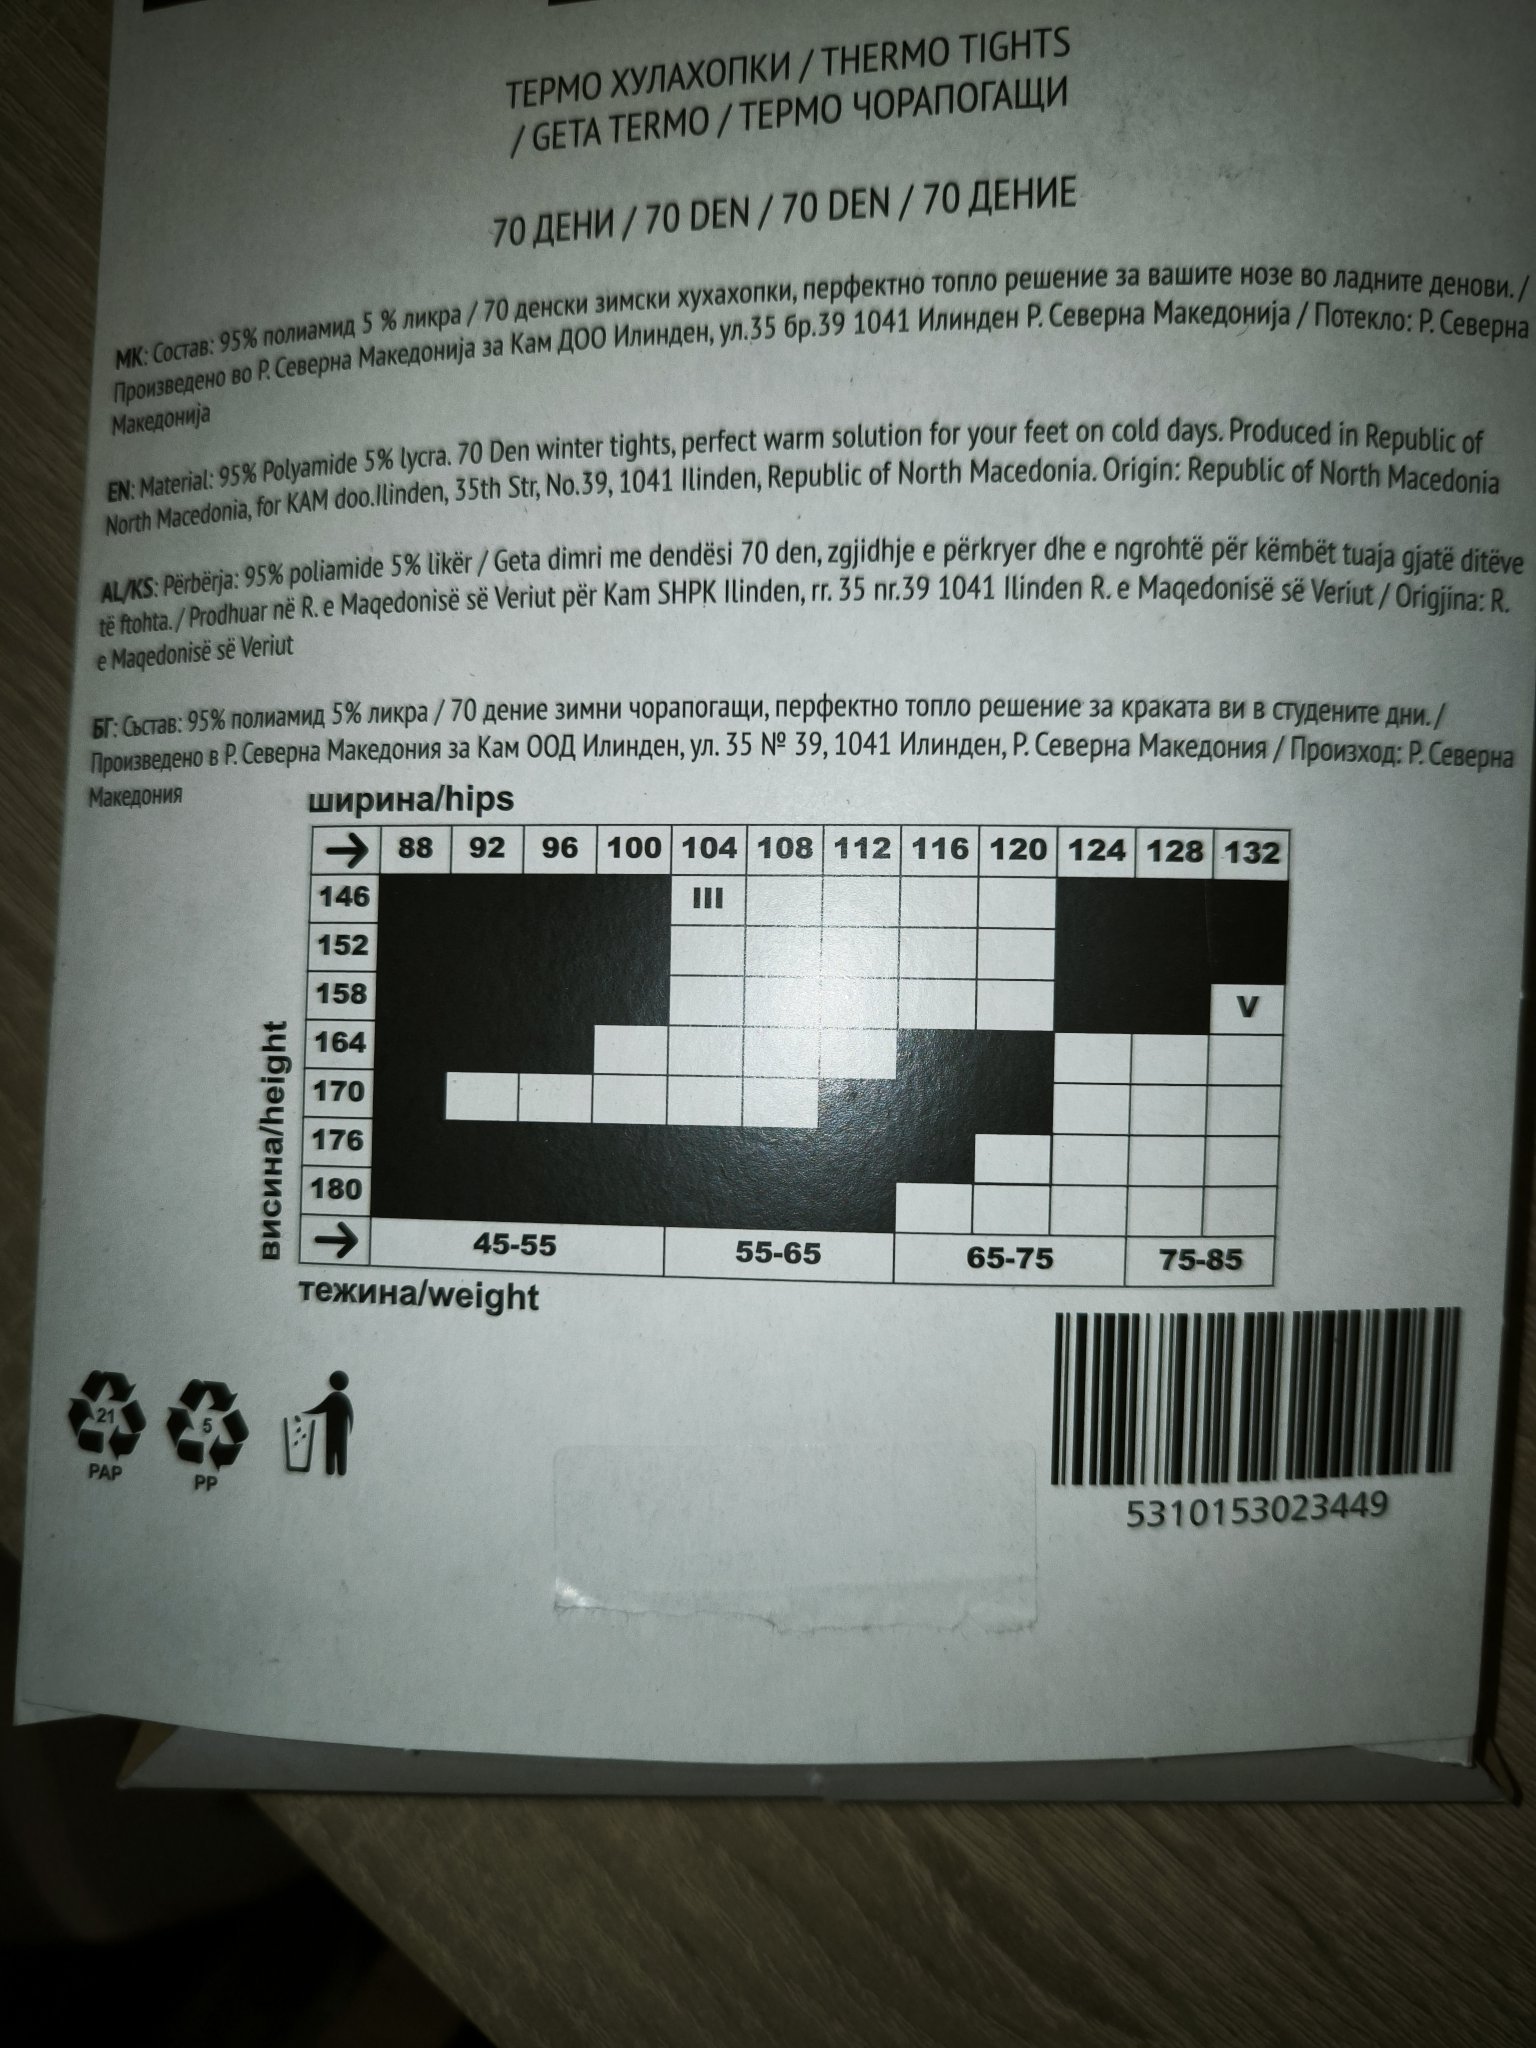 ТЕРМО ХУЛАХОПКИ / THERMO TIGHTS
/ GETA TERMO / ТЕРМО ЧОРАПОГАЩИ
70 ДЕНИ / 70 DEN / 70 DEN / 70 ДЕНИЕ
МК: Состав: 95% полиамид 5 % ликра / 70 денски зимски хухахопки, перфектно топло решение за вашите нозе во ладните денови. /
Произведено во Р. Северна Македонија за Кам ДОО Илинден, ул.35 бр.39 1041 Илинден Р. Северна Македонија / Потекло: Р. Северна
Македонија
EN: Material: 95% Polyamide 5% lycra. 70 Den winter tights, perfect warm solution for your feet on cold days. Produced in Republic of
North Macedonia, for KAM doo.Ilinden, 35th Str, No.39, 1041 Ilinden, Republic of North Macedonia. Origin: Republic of North Macedonia
AL/KS: Përbërja: 95% poliamide 5% likër / Geta dimri me dendësi 70 den, zgjidhje e përkryer dhe e ngrohtë për këmbët tuaja gjatë ditëve
të ftohta. / Prodhuar në R. e Maqedonisë së Veriut për Kam SHPK Ilinden, rr. 35 nr.39 1041 Ilinden R. e Maqedonisë së Veriut / Origjina: R.
e Maqedonisë së Veriut
БГ: Състав: 95% полиамид 5% ликра / 70 дение зимни чорапогащи, перфектно топло решение за краката ви в студените дни. /
Произведено в Р. Северна Македония за Кам ООД Илинден, ул. 35 № 39, 1041 Илинден, Р. Северна Македония / Произход: Р. Северна
Македония
ширина/hips
→ 88 92 96 100 104 108 112 116 120 124 128 132
146 III
152
158 V
164
170
176
180
висина/height
→ 45-55 55-65 65-75 75-85
тежина/weight
21
PAP
5
PP
5310153023449